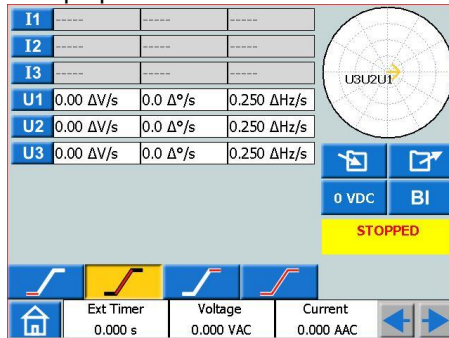 I1 ----- ----- -----
I2 ----- ----- -----
I3 ----- ----- -----
U1 0.00 ΔV/s 0.0 Δ°/s 0.250 ΔHz/s
U2 0.00 ΔV/s 0.0 Δ°/s 0.250 ΔHz/s
U3 0.00 ΔV/s 0.0 Δ°/s 0.250 ΔHz/s
U3U2U1
0 VDC BI
STOPPED
Ext Timer Voltage Current
0.000 s 0.000 VAC 0.000 AAC